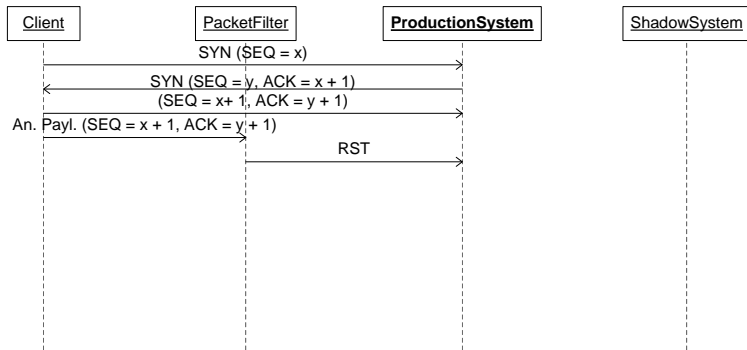 Client PacketFilter ProductionSystem ShadowSystem
SYN (SEQ = x)
SYN (SEQ = y, ACK = x + 1)
(SEQ = x+ 1, ACK = y + 1)
An. Payl. (SEQ = x + 1, ACK = y + 1)
RST